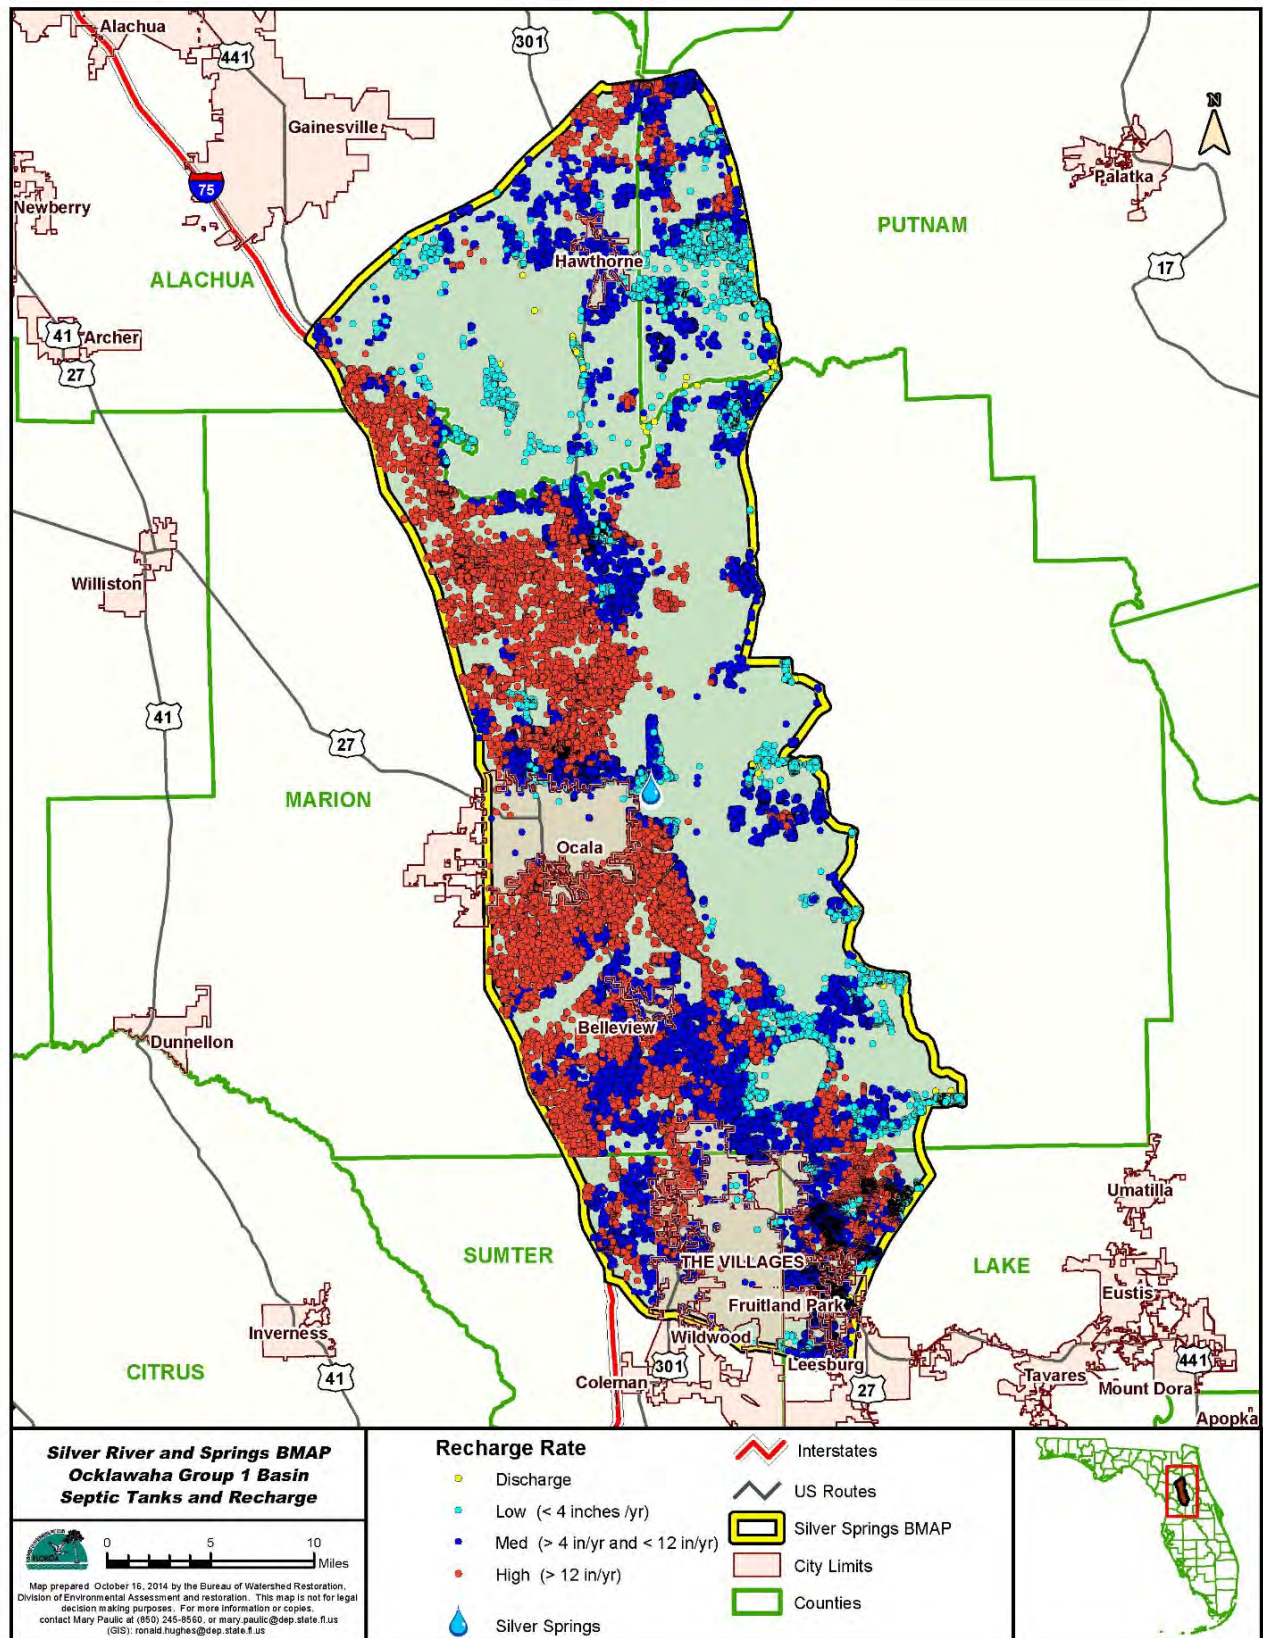 Alachua
441
301
N
Gainesville
75
Newberry
Palatka
PUTNAM
Hawthorne
17
ALACHUA
41
Archer
27
Williston
41
27
MARION
Ocala
Dunnellon
Belleview
Umatilla
SUMTER
THE VILLAGES
LAKE
Eustis
Fruitland Park
Inverness
Wildwood
CITRUS
41
301
Leesburg
441
Coleman
27
Tavares
Mount Dora
Apopka
Silver River and Springs BMAP
Ocklawaha Group 1 Basin
Septic Tanks and Recharge
FLORIDA
0 5 10
Miles
Map prepared October 16, 2014 by the Bureau of Watershed Restoration,
Division of Environmental Assessment and restoration. This map is not for legal
decision making purposes. For more information or copies,
contact Mary Paulic at (850) 245-8560, or mary.paulic@dep.state.fl.us
(GIS): ronald.hughes@dep.state.fl.us
Recharge Rate
Discharge
Low (< 4 inches /yr)
Med (> 4 in/yr and < 12 in/yr)
High (> 12 in/yr)
Silver Springs
Interstates
US Routes
Silver Springs BMAP
City Limits
Counties